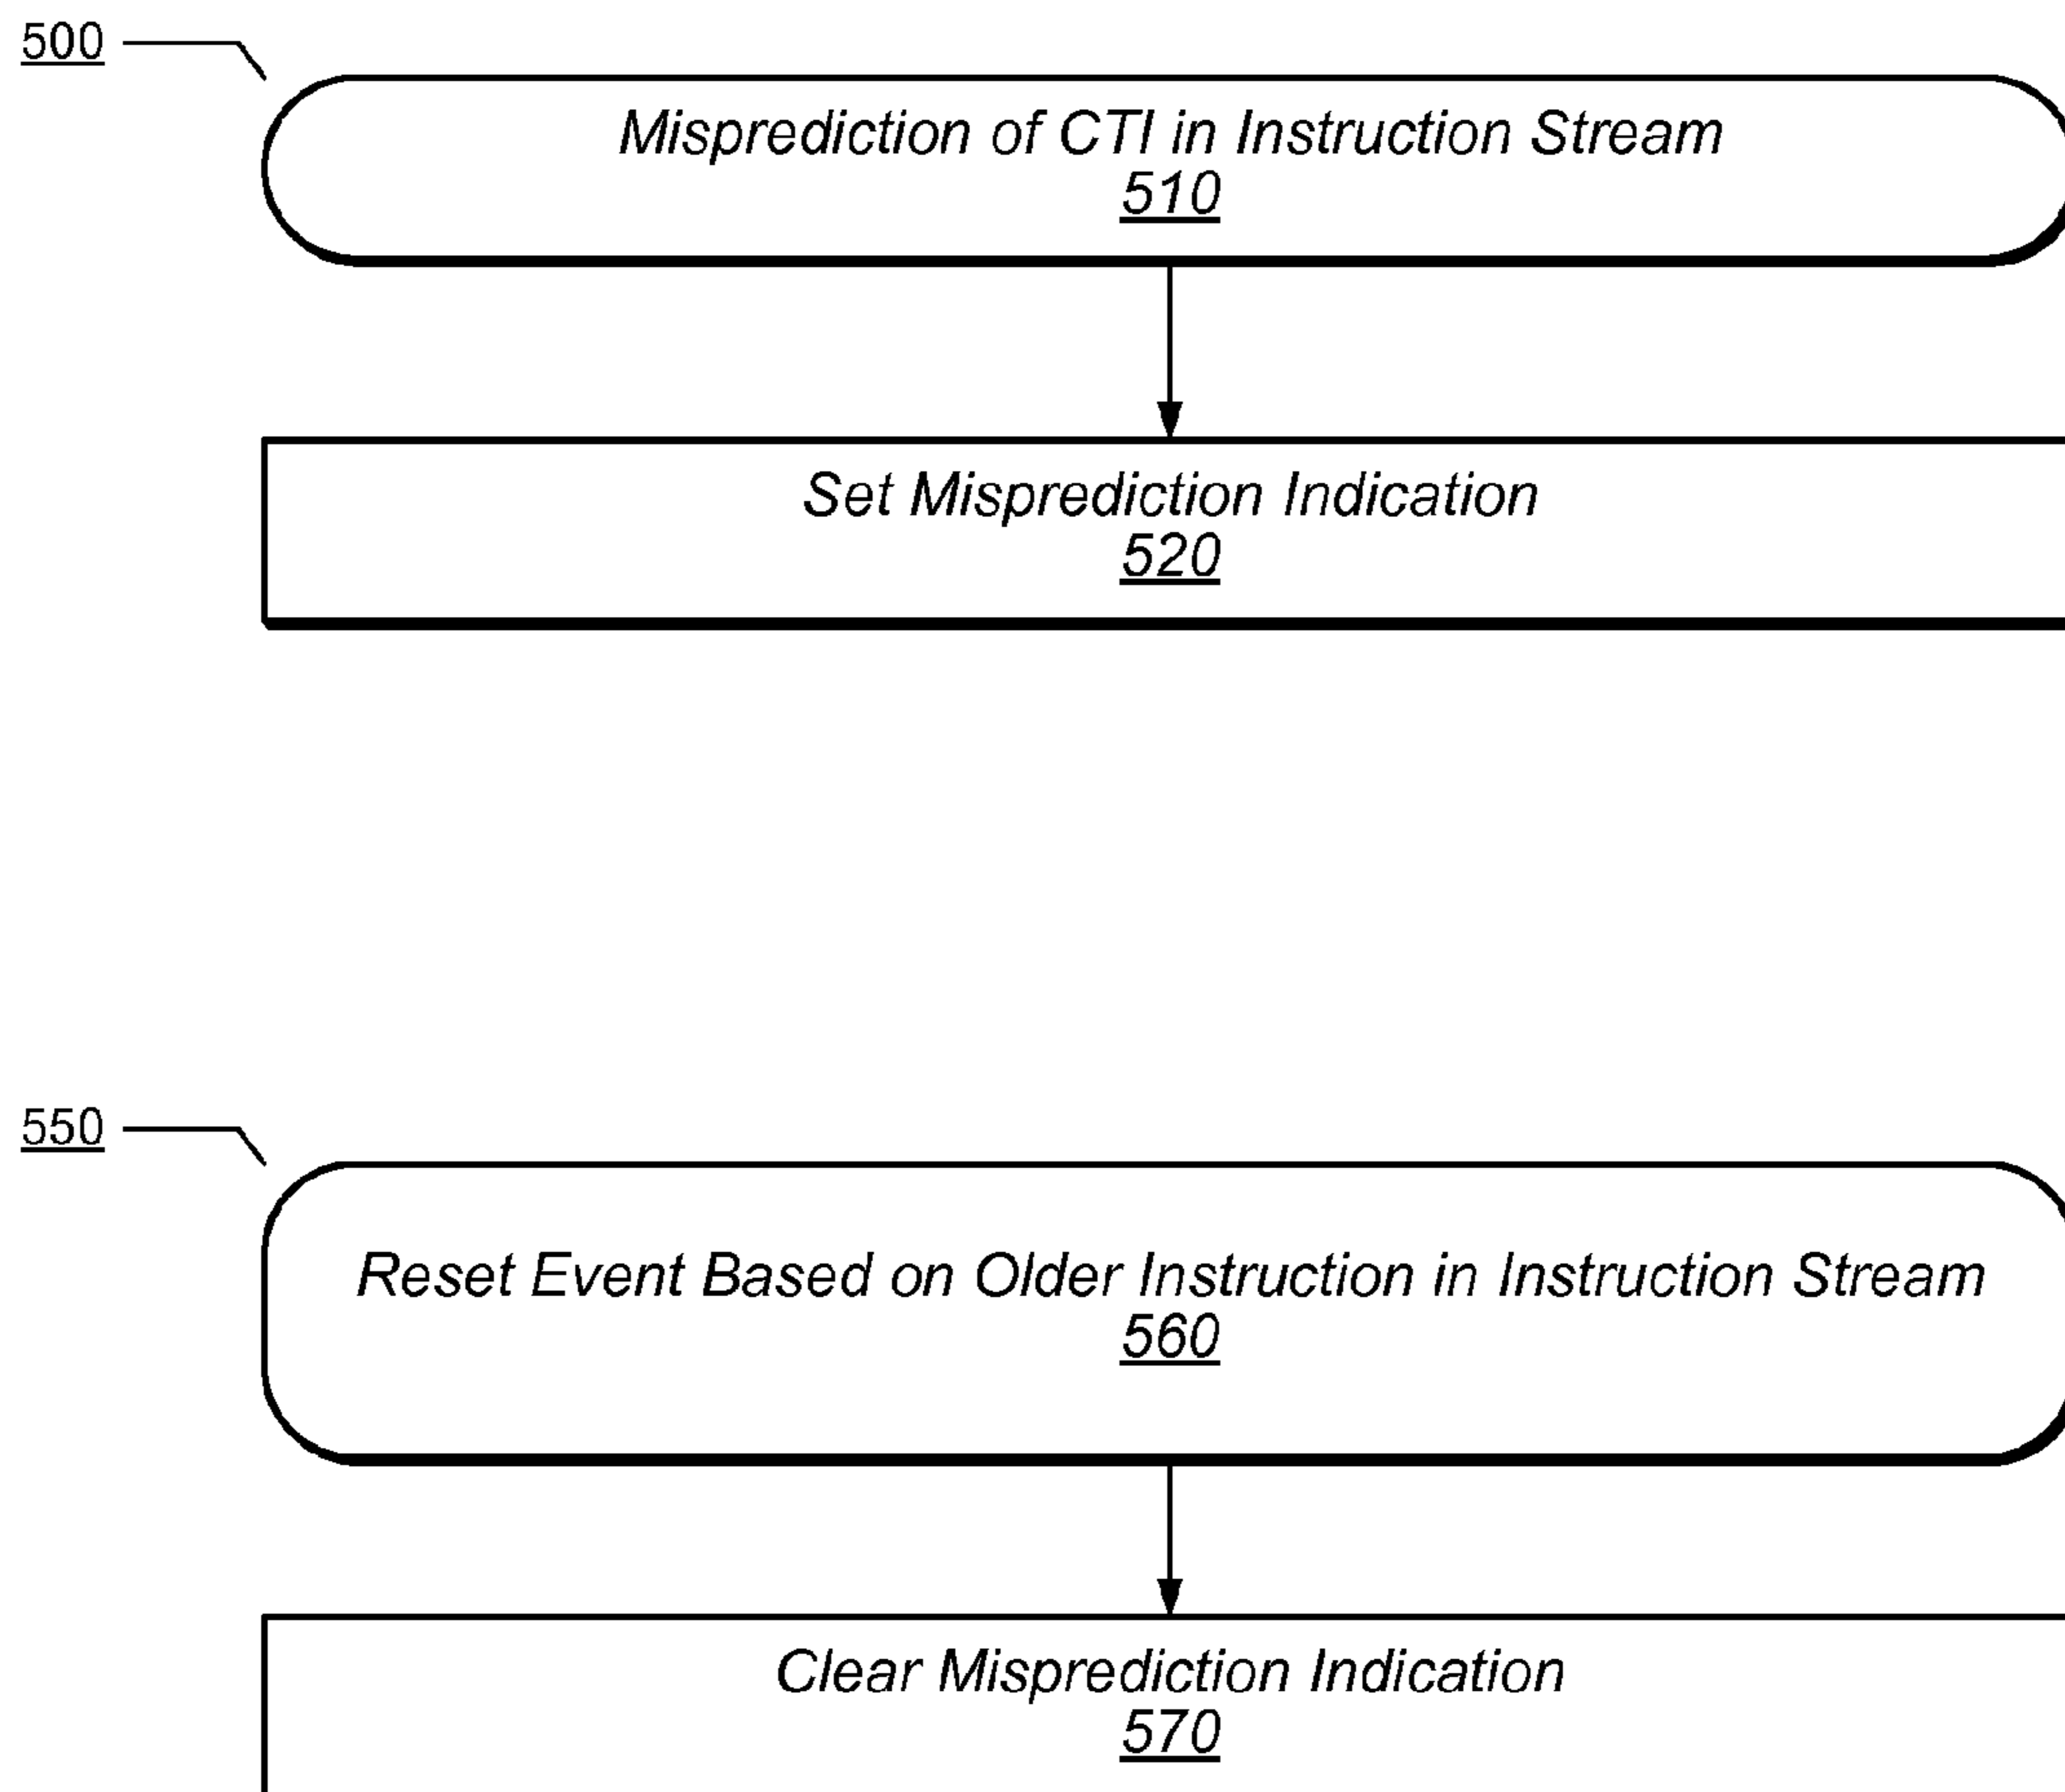 500
Misprediction of CTI in Instruction Stream
510
Set Misprediction Indication
520
550
Reset Event Based on Older Instruction in Instruction Stream
560
Clear Misprediction Indication
570